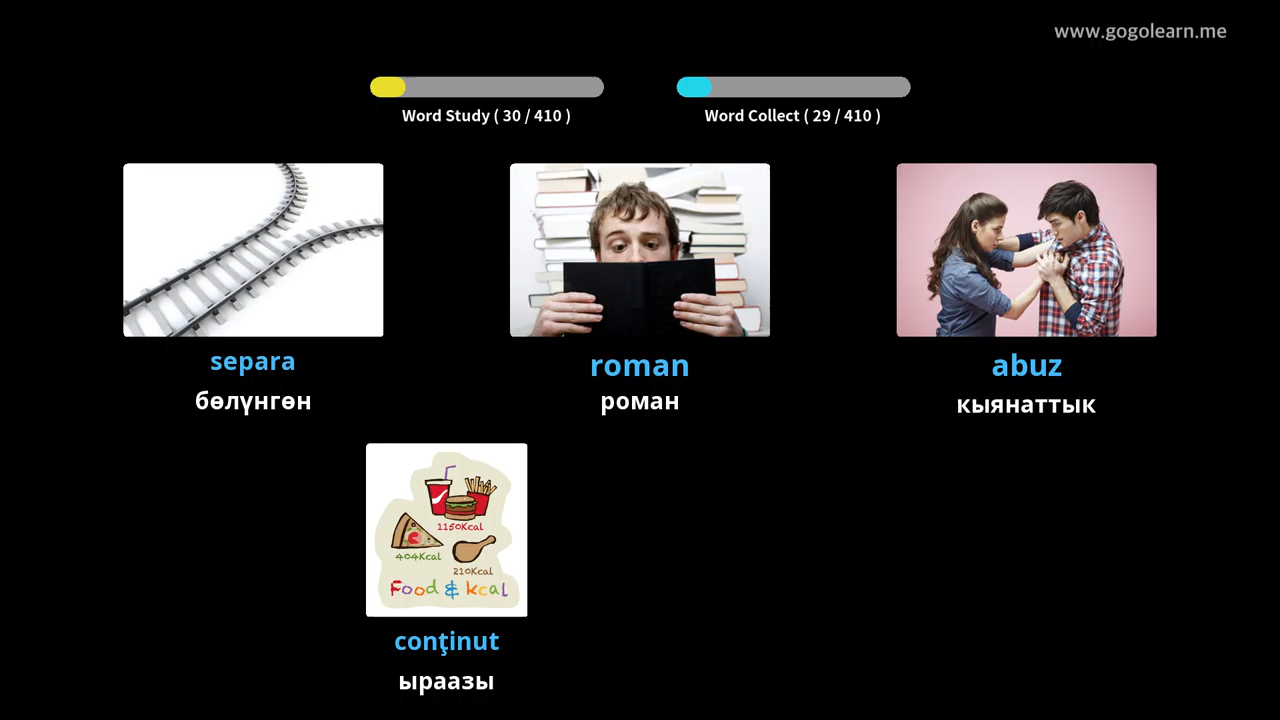 www.gogolearn.me
Word Study ( 30 / 410 )
Word Collect ( 29 / 410 )
separa
бөлүнгөн
roman
роман
abuz
кыянаттык
1150Kcal
404Kcal
210Kcal
Food & kcal
conţinut
ыраазы